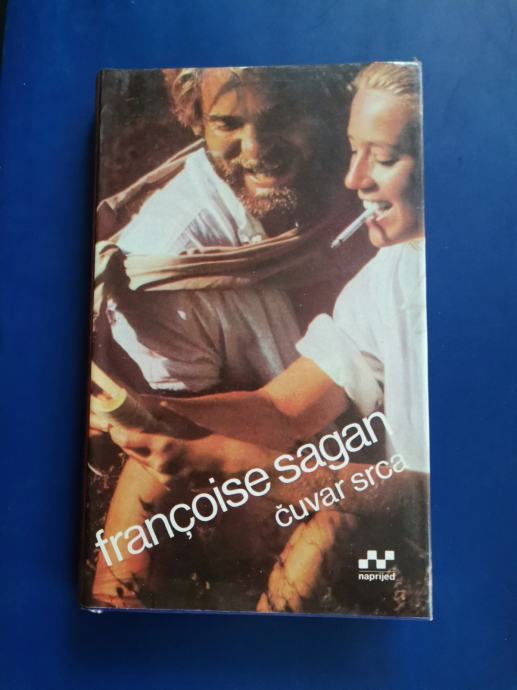 françoise sagan
čuvar srca
naprijed